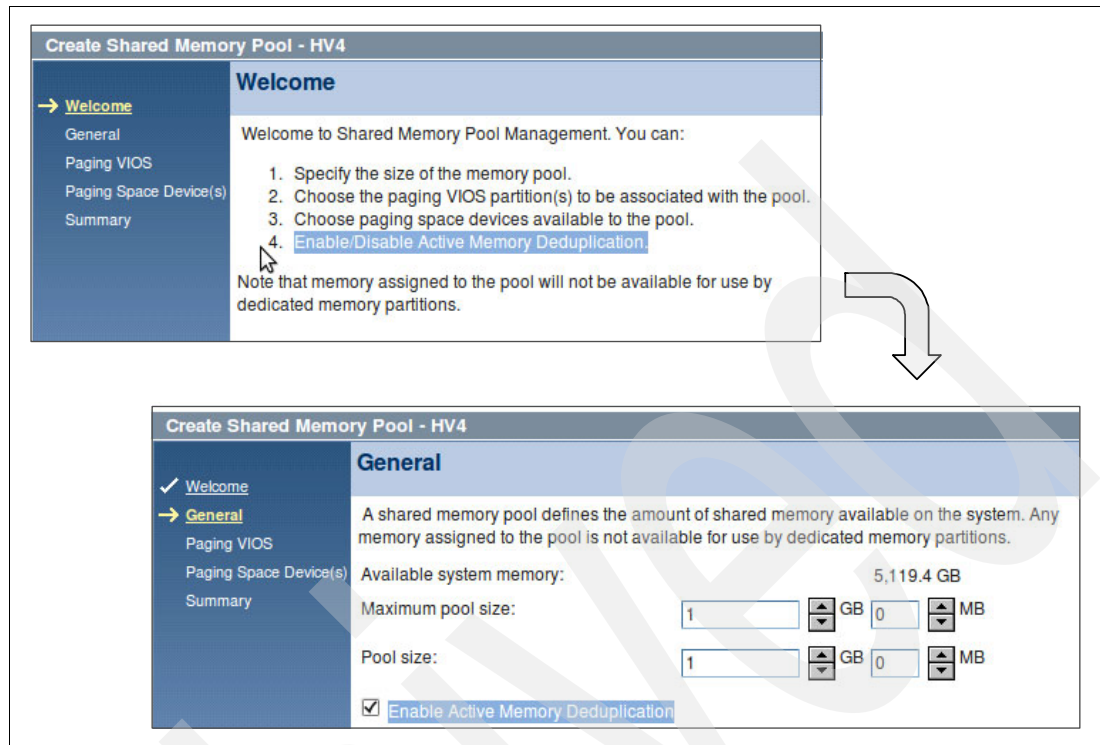 Create Shared Memory Pool - HV4
Welcome
General
Paging VIOS
Paging Space Device(s)
Summary
Welcome
Welcome to Shared Memory Pool Management. You can:
1. Specify the size of the memory pool.
2. Choose the paging VIOS partition(s) to be associated with the pool.
3. Choose paging space devices available to the pool.
4. Enable/Disable Active Memory Deduplication.
Note that memory assigned to the pool will not be available for use by
dedicated memory partitions.
Create Shared Memory Pool - HV4
Welcome
General
Paging VIOS
Paging Space Device(s)
Summary
General
A shared memory pool defines the amount of shared memory available on the system. Any
memory assigned to the pool is not available for use by dedicated memory partitions.
Available system memory: 5,119.4 GB
Maximum pool size: 1 GB 0 MB
Pool size: 1 GB 0 MB
Enable Active Memory Deduplication